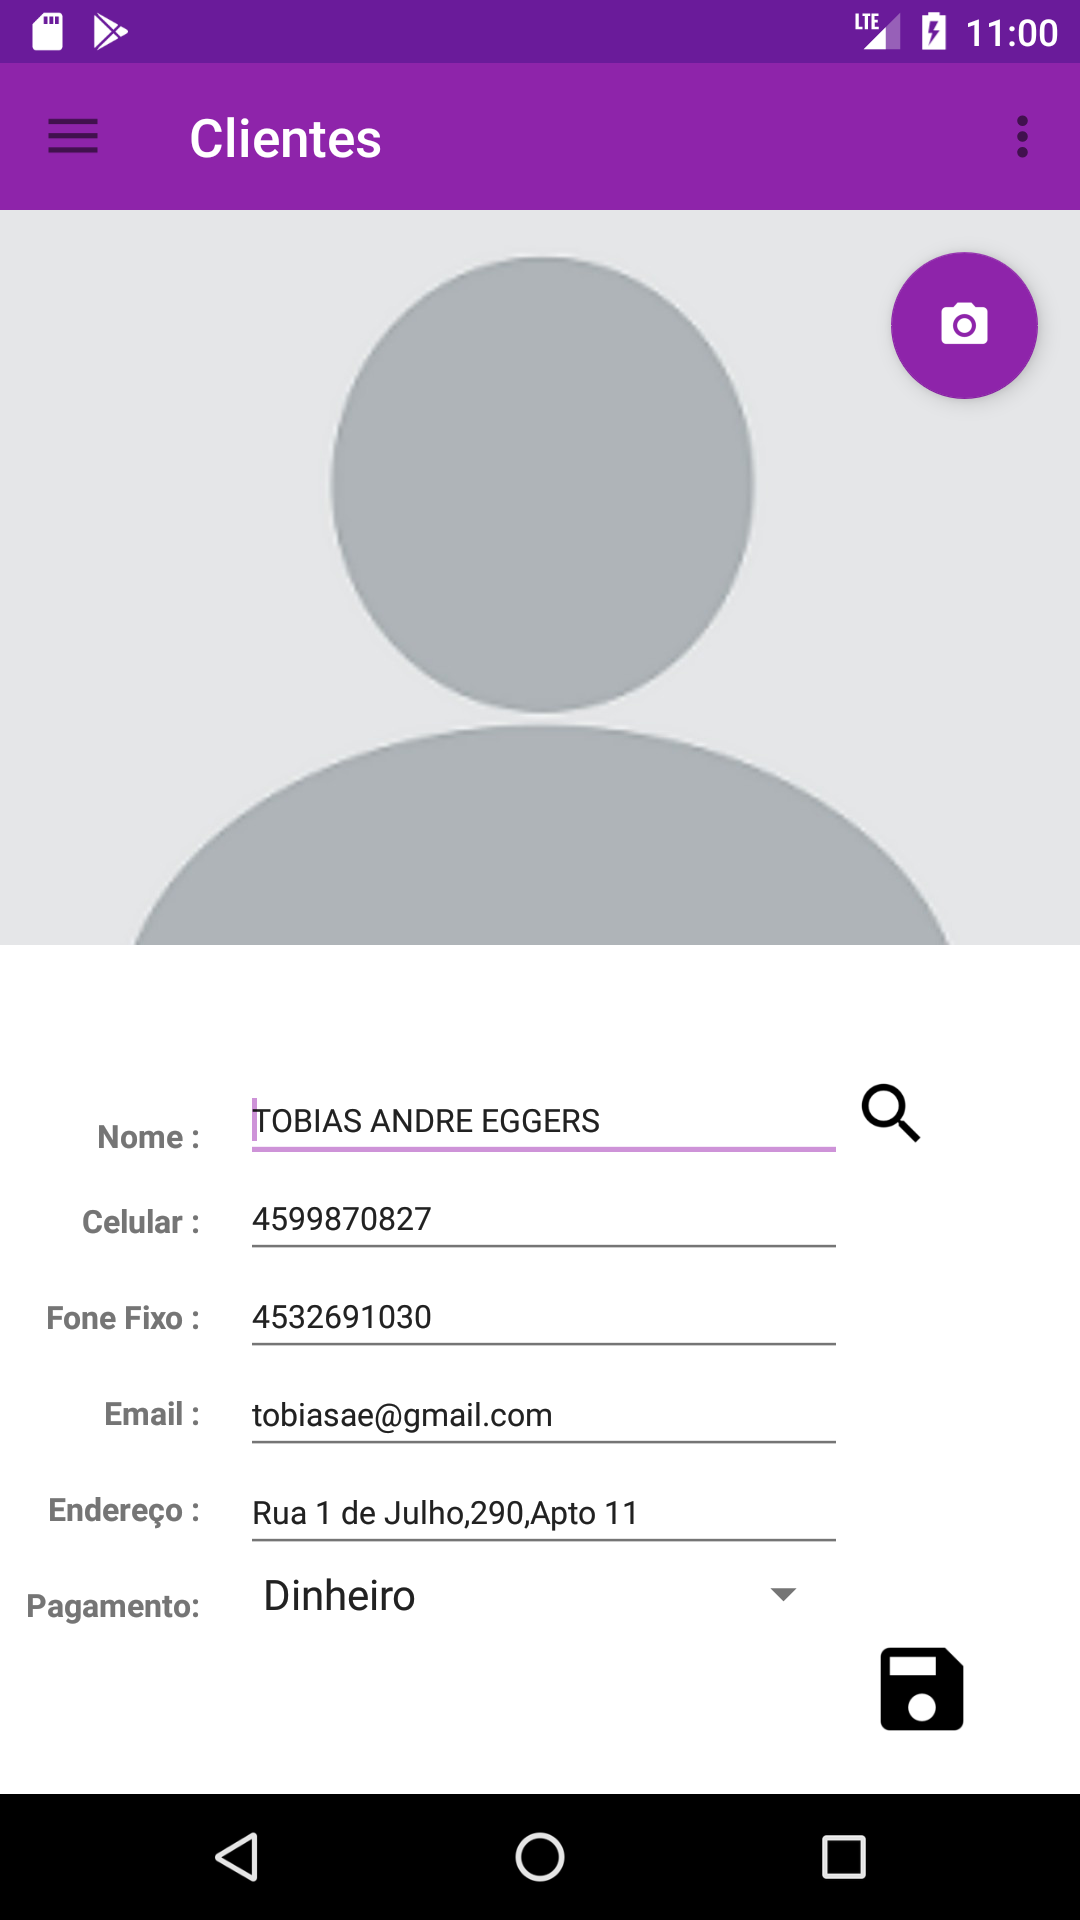 LTE 11:00
Clientes
Nome : TOBIAS ANDRE EGGERS
Celular : 4599870827
Fone Fixo : 4532691030
Email : tobiasae@gmail.com
Endereço : Rua 1 de Julho,290,Apto 11
Pagamento: Dinheiro